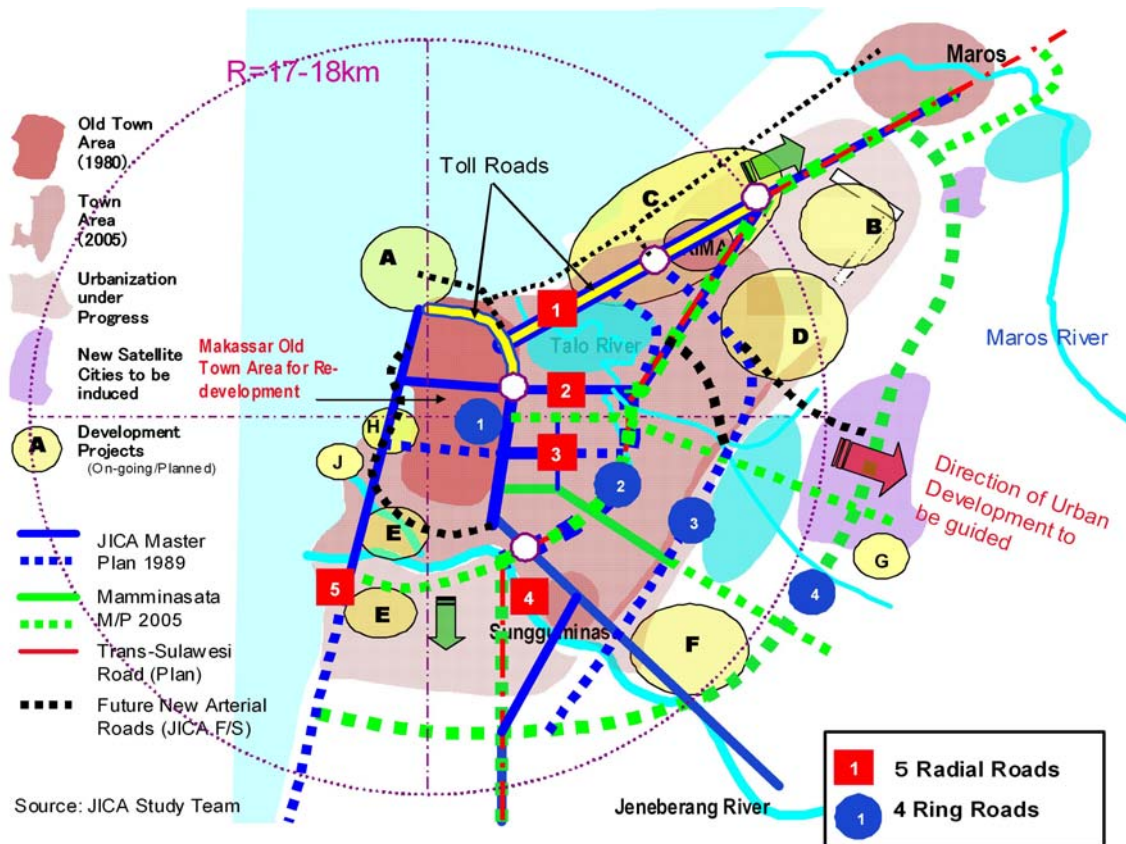 R=17-18km
Maros
Old Town
Area
(1980)
Town
Area
(2005)
Urbanization
under
Progress
New Satellite
Cities to be
induced
A
Development
Projects
(On-going/Planned)
JICA Master
Plan 1989
Mamminasata
M/P 2005
Trans-Sulawesi
Road (Plan)
Future New Arterial
Roads (JICA F/S)
Source: JICA Study Team
Toll Roads
C
B
A
D
1
Talo River
Maros River
Makassar Old
Town Area for Re-
development
2
H
1
3
J
2
3
E
Direction of Urban
Development to
be guided
G
5
E
4
4
Sungguminas
F
Jeneberang River
1
5 Radial Roads
1
4 Ring Roads